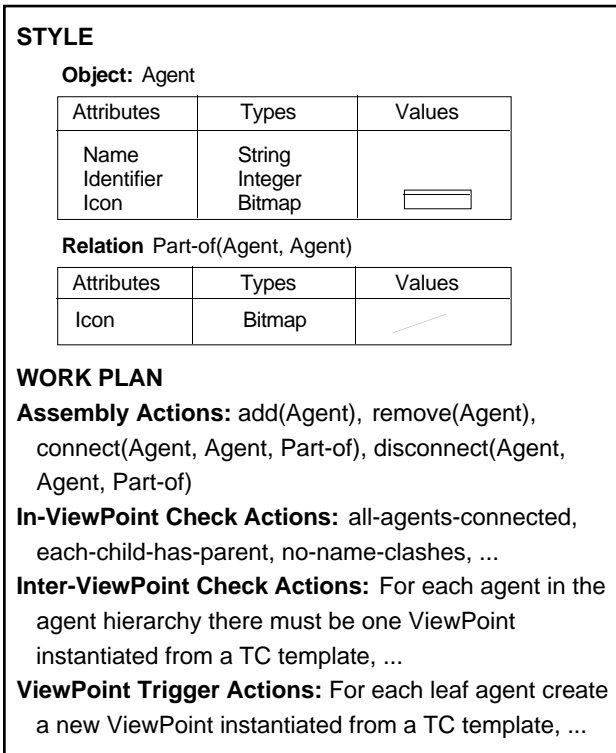 STYLE
Object: Agent
Attributes Types Values
Name String
Identifier Integer
Icon Bitmap
Relation Part-of(Agent, Agent)
Attributes Types Values
Icon Bitmap
WORK PLAN
Assembly Actions: add(Agent), remove(Agent),
connect(Agent, Agent, Part-of), disconnect(Agent,
Agent, Part-of)
In-ViewPoint Check Actions: all-agents-connected,
each-child-has-parent, no-name-clashes, ...
Inter-ViewPoint Check Actions: For each agent in the
agent hierarchy there must be one ViewPoint
instantiated from a TC template, ...
ViewPoint Trigger Actions: For each leaf agent create
a new ViewPoint instantiated from a TC template, ...